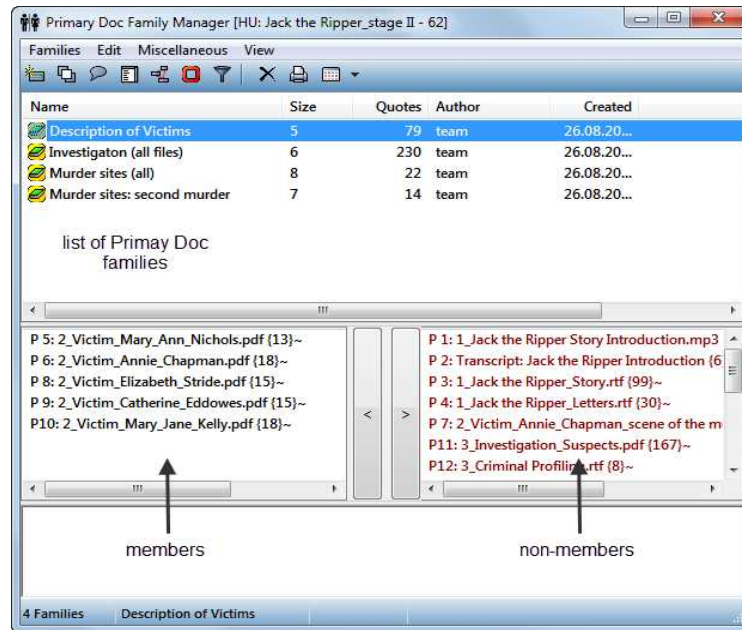 Primary Doc Family Manager [HU: Jack the Ripper_stage II - 62]
Families Edit Miscellaneous View
Name Size Quotes Author Created
Description of Victims 5 79 team 26.08.20...
Investigaton (all files) 6 230 team 26.08.20...
Murder sites (all) 8 22 team 26.08.20...
Murder sites: second murder 7 14 team 26.08.20...
list of Primay Doc
families
P 5: 2_Victim_Mary_Ann_Nichols.pdf {13}~
P 6: 2_Victim_Annie_Chapman.pdf {18}~
P 8: 2_Victim_Elizabeth_Stride.pdf {15}~
P 9: 2_Victim_Catherine_Eddowes.pdf {15}~
P10: 2_Victim_Mary_Jane_Kelly.pdf {18}~
< >
P 1: 1_Jack the Ripper Story Introduction.mp3
P 2: Transcript: Jack the Ripper Introduction {6
P 3: 1_Jack the Ripper_Story.rtf {99}~
P 4: 1_Jack the Ripper_Letters.rtf {30}~
P 7: 2_Victim_Annie_Chapman_scene of the m
P11: 3_Investigation_Suspects.pdf {167}~
P12: 3_Criminal Profiling.rtf {8}~
members
non-members
4 Families Description of Victims